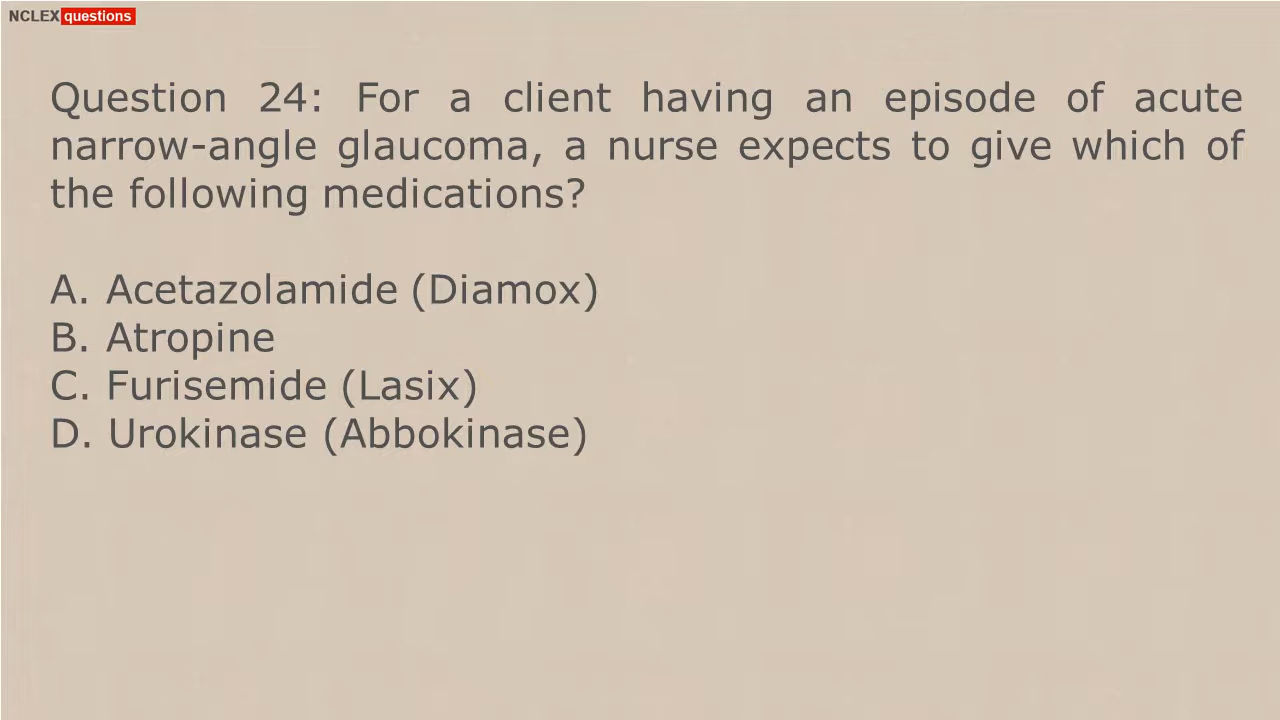 NCLEX questions
Question 24: For a client having an episode of acute
narrow-angle glaucoma, a nurse expects to give which of
the following medications?
A. Acetazolamide (Diamox)
B. Atropine
C. Furisemide (Lasix)
D. Urokinase (Abbokinase)